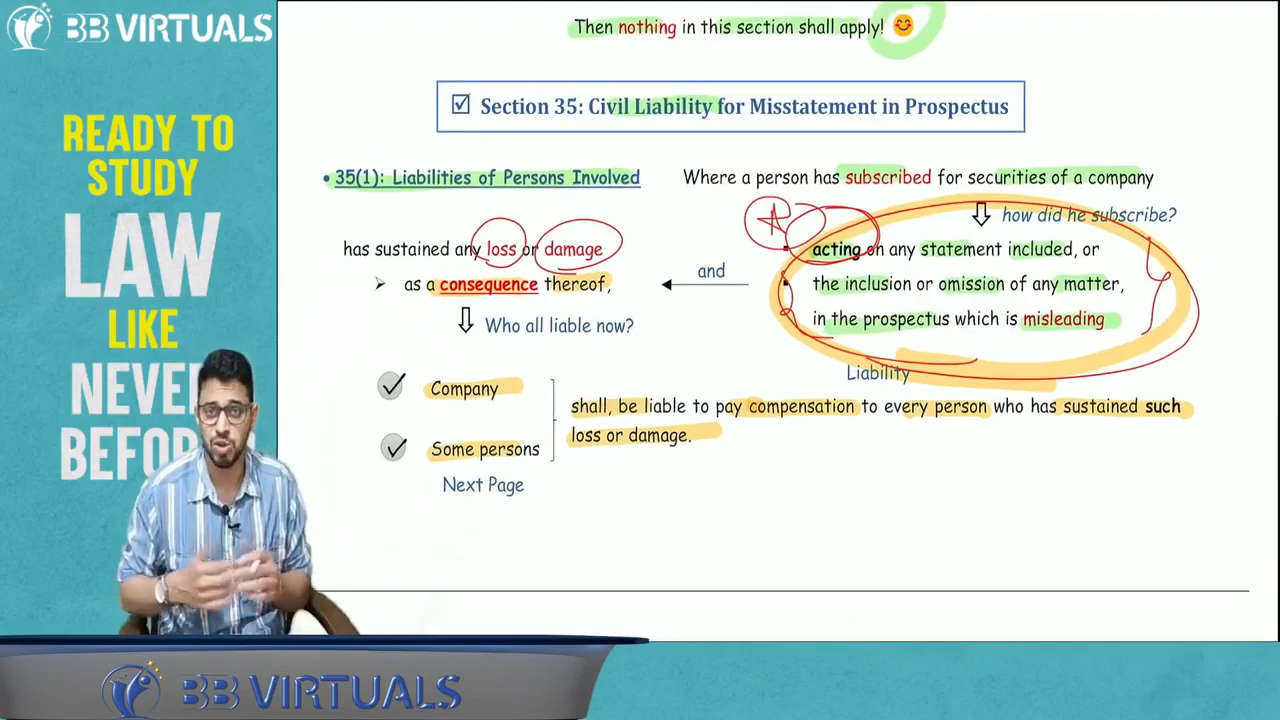 BB VIRTUALS
Then nothing in this section shall apply!
READY TO
STUDY
LAW
LIKE
NEVER
BEFOR
Section 35: Civil Liability for Misstatement in Prospectus
• 35(1): Liabilities of Persons Involved
Where a person has subscribed for securities of a company
how did he subscribe?
acting on any statement included, or
the inclusion or omission of any matter,
in the prospectus which is misleading
and
has sustained any loss or damage
as a consequence thereof,
Who all liable now?
Liability
Company
Some persons
Next Page
shall, be liable to pay compensation to every person who has sustained such
loss or damage.
BB VIRTUALS